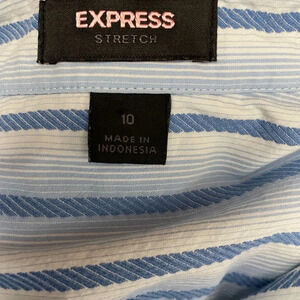 EXPRESS
STRETCH
10
MADE IN
INDONESIA